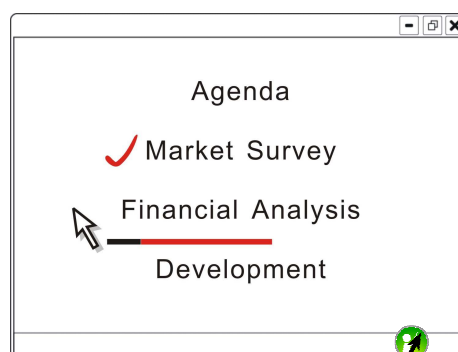 Agenda
Market Survey
Financial Analysis
Development